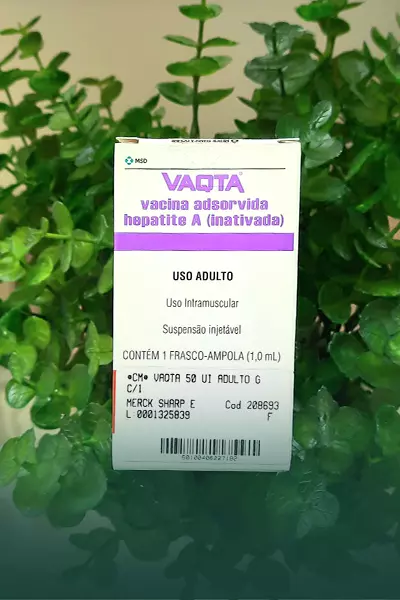 MSD
VAQTA®
vacina adsorvida
hepatite A (inativada)
USO ADULTO
Uso Intramuscular
Suspensão injetável
CONTÉM 1 FRASCO-AMPOLA (1,0 mL)
*CM* VAQTA 50 UI ADULTO G
C/1
MERCK SHARP E Cod 208693
L 0001325839 F